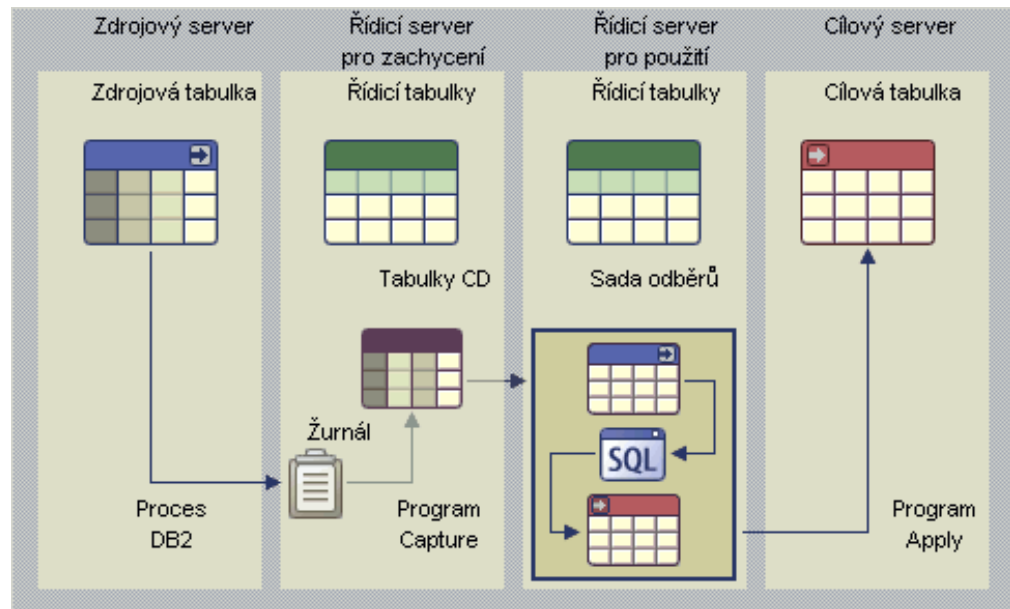 Zdrojový server
Řídicí server
pro zachycení
Řídicí server
pro použití
Cílový server
Zdrojová tabulka
Řídicí tabulky
Řídicí tabulky
Cílová tabulka
Tabulky CD
Sada odběrů
Žurnál
SQL
Proces
DB2
Program
Capture
Program
Apply